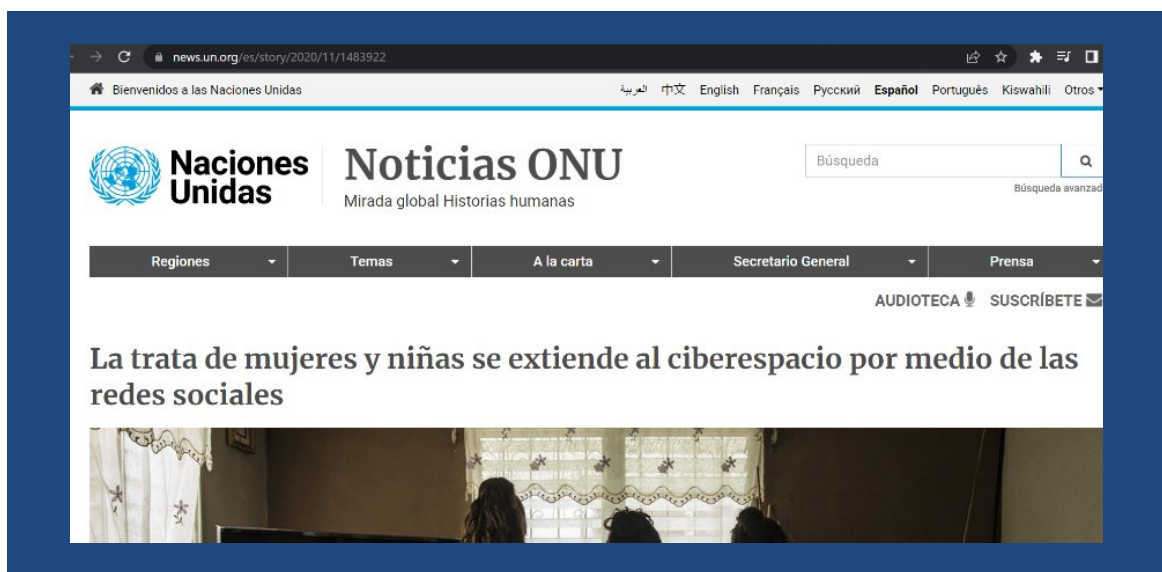 news.un.org/es/story/2020/11/1483922
Bienvenidos a las Naciones Unidas العربية 中文 English Français Русский Español Português Kiswahili Otros
Naciones
Unidas
Noticias ONU
Mirada global Historias humanas
Búsqueda
Búsqueda avanzad
Regiones Temas A la carta Secretario General Prensa
AUDIOTECA SUSCRÍBETE
La trata de mujeres y niñas se extiende al ciberespacio por medio de las
redes sociales